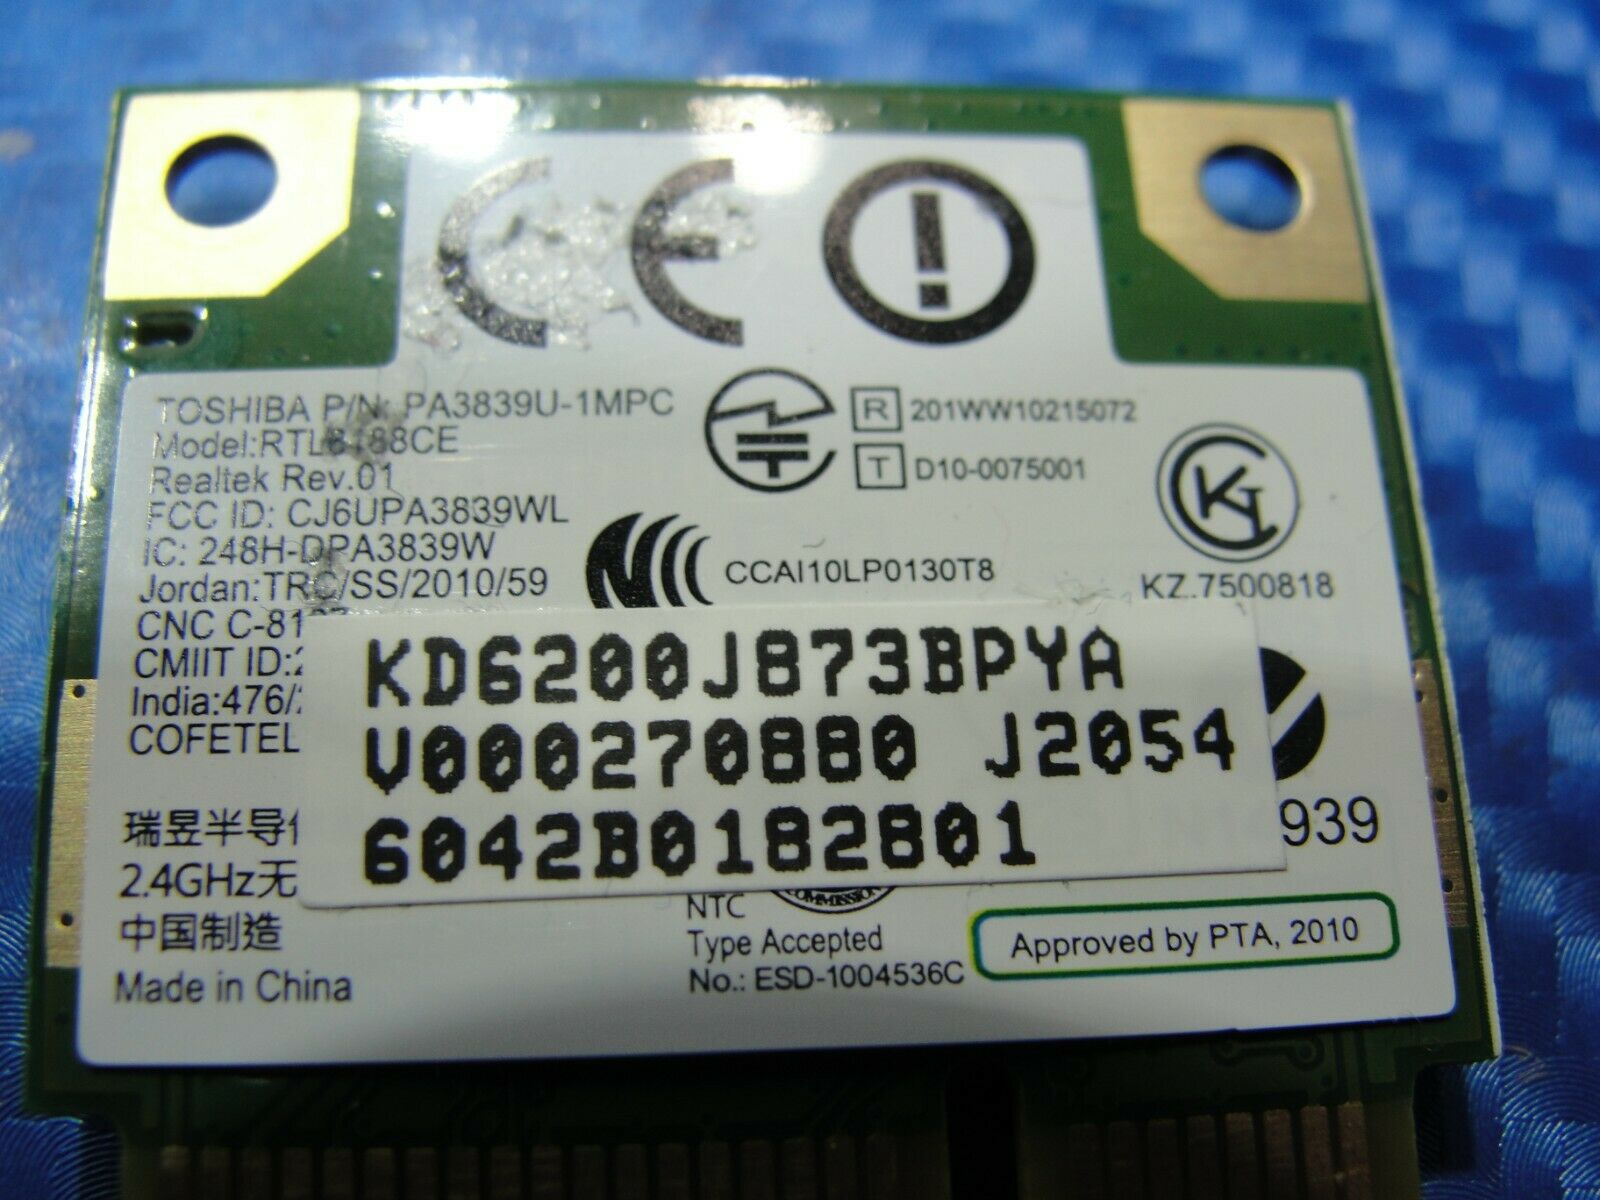 CE
TOSHIBA P/N: PA3839U-1MPC
Model:RTL8188CE
Realtek Rev.01
FCC ID: CJ6UPA3839WL
IC: 248H-DPA3839W
Jordan:TRC/SS/2010/59
CNC C-81
CMIIT ID:
India:476/
COFETEL
R 201WW10215072
T D10-0075001
CCAI10LP0130T8
KZ.7500818
KD6200J873BPYA
V000270880 J2054
6042B0182801
939
瑞昱半导
2.4GHz无
中国制造
Made in China
COMMISSION
NTC
Type Accepted
No.: ESD-1004536C
Approved by PTA, 2010